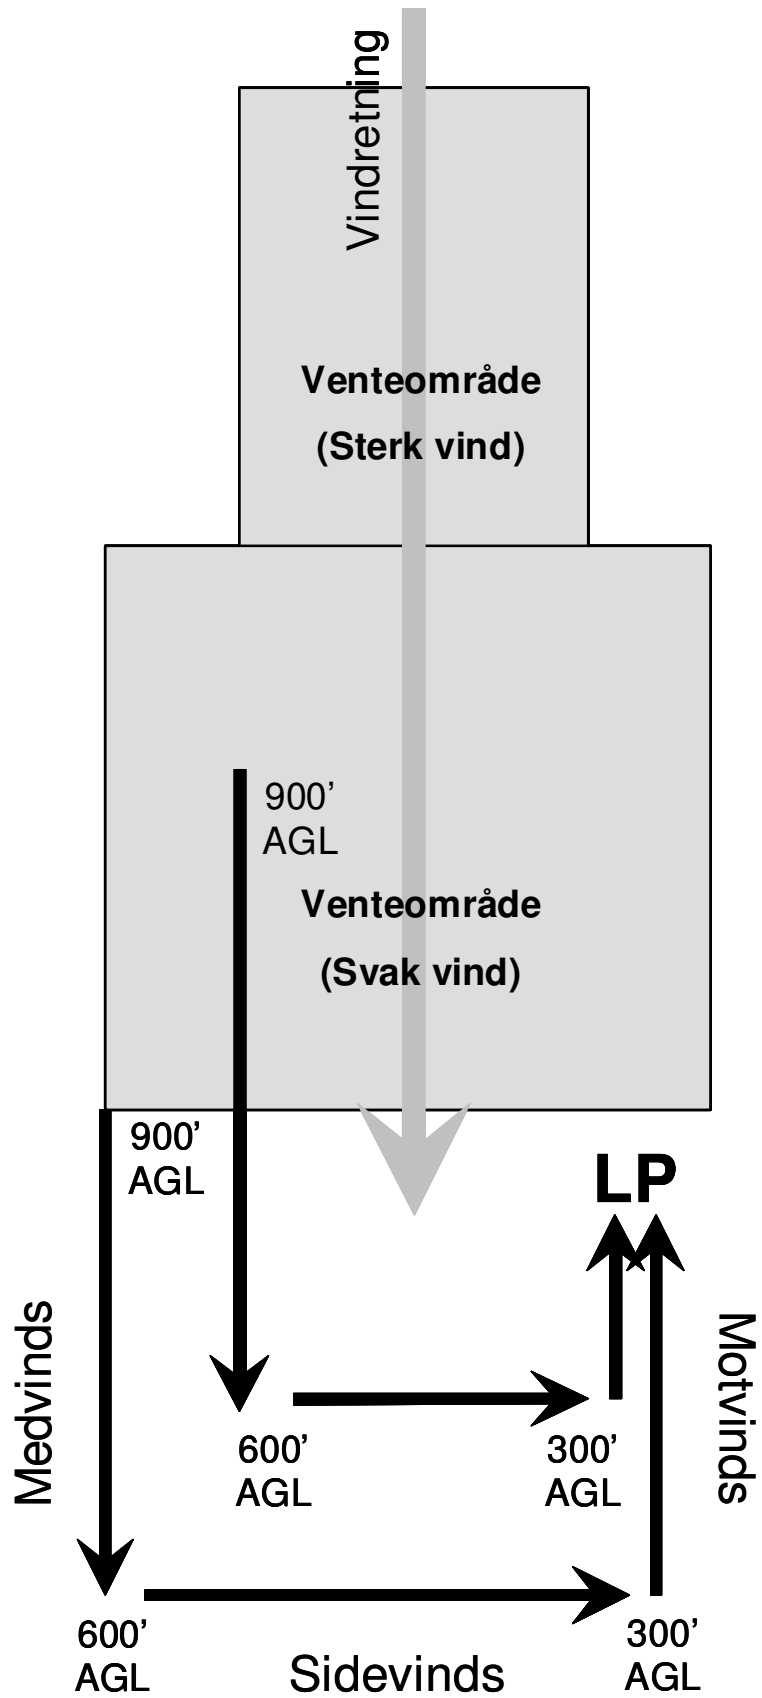 Vindretning
Venteområde
(Sterk vind)
900’
AGL
Venteområde
(Svak vind)
900’
AGL
LP
Medvinds
Motvinds
600’
AGL
300’
AGL
600’
AGL
300’
AGL
Sidevinds